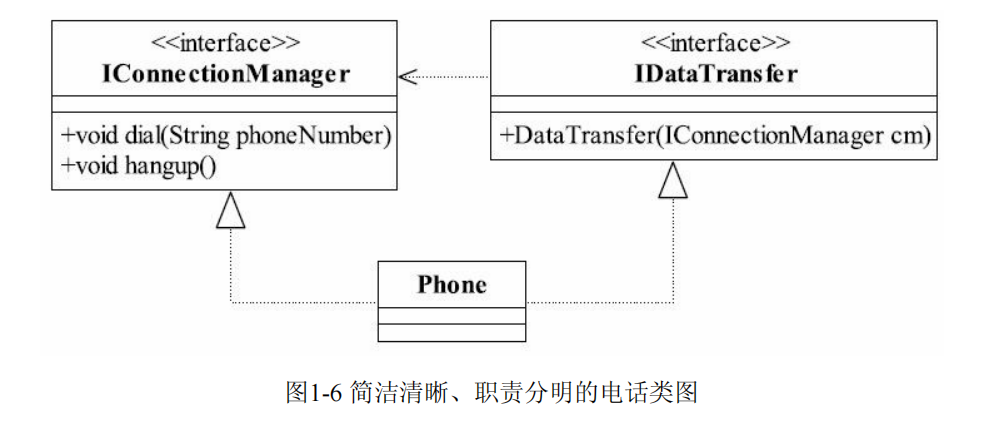 <<interface>>
IConnectionManager
+void dial(String phoneNumber)
+void hangup()
<<interface>>
IDataTransfer
+DataTransfer(IConnectionManager cm)
Phone
图1-6 简洁清晰、职责分明的电话类图